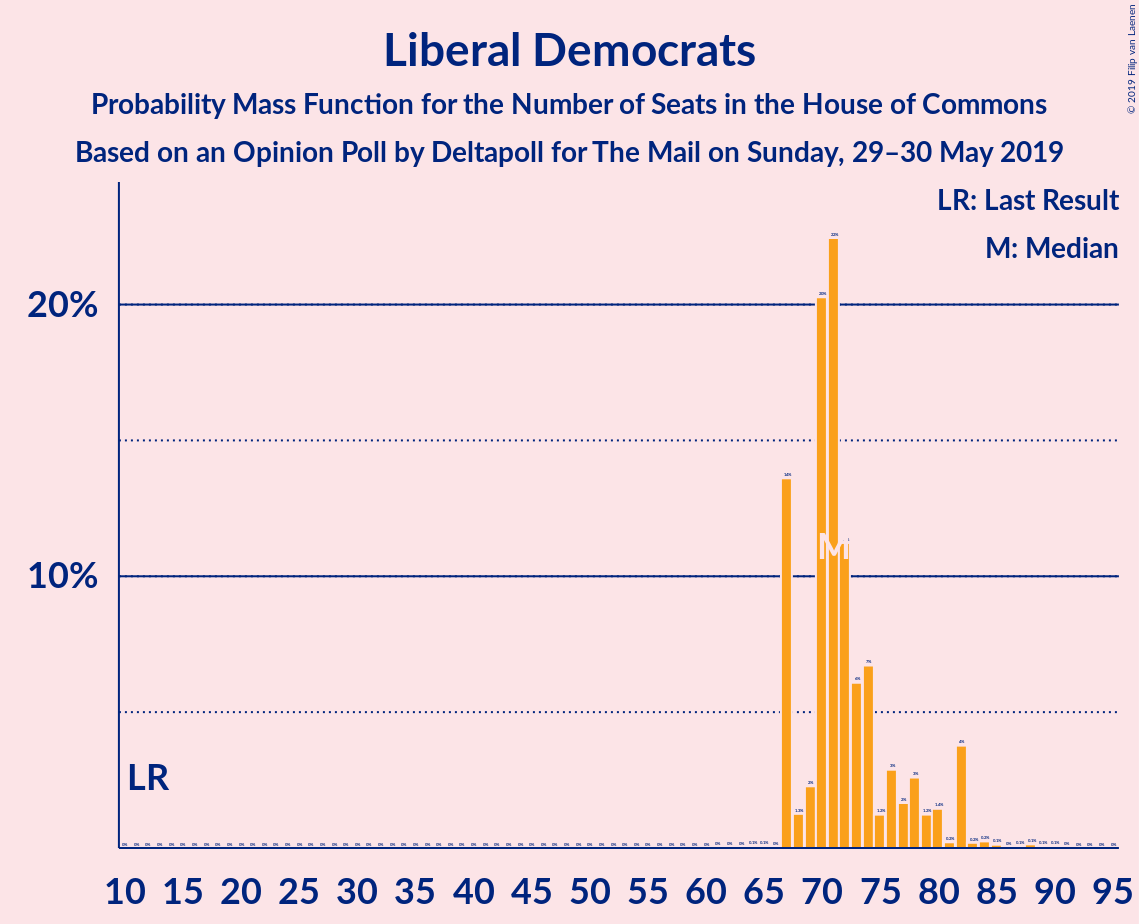 Liberal Democrats
Probability Mass Function for the Number of Seats in the House of Commons
Based on an Opinion Poll by Deltapoll for The Mail on Sunday, 29–30 May 2019
© 2019 Filip van Laenen
LR: Last Result
M: Median
20%
10%
LR
M
10 15 20 25 30 35 40 45 50 55 60 65 70 75 80 85 90 95